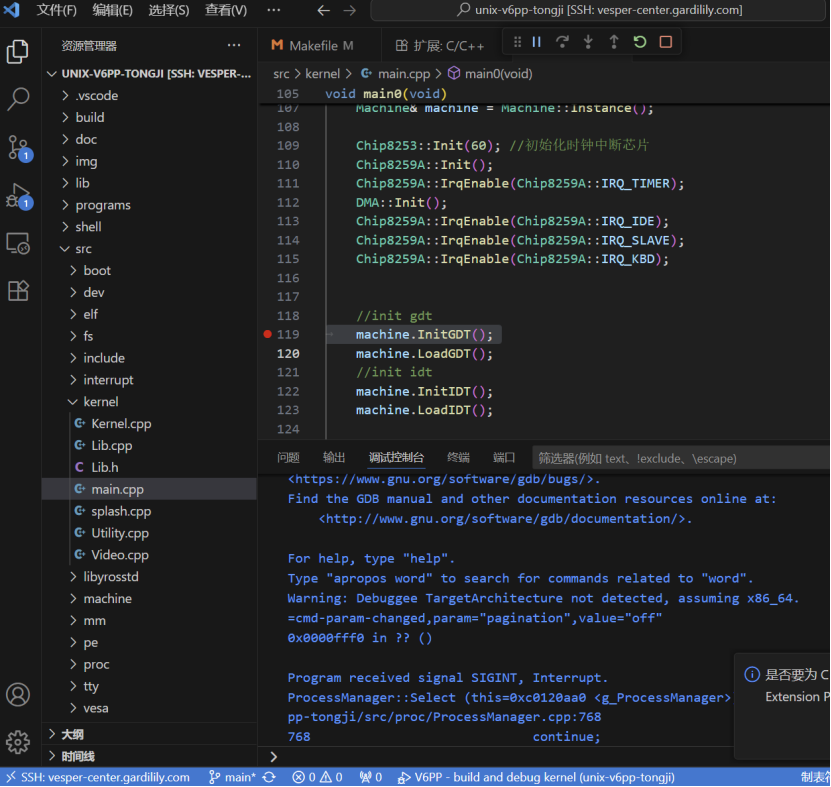 文件(F) 编辑(E) 选择(S) 查看(V) ··· unix-v6pp-tongji [SSH: vesper-center.gardilily.com]
资源管理器 ···
Makefile M 扩展: C/C++
UNIX-V6PP-TONGJI [SSH: VESPER-...
src > kernel > main.cpp > main0(void)
.vscode
build
doc
img
lib
programs
shell
src
boot
dev
elf
fs
include
interrupt
kernel
Kernel.cpp
Lib.cpp
Lib.h
main.cpp
splash.cpp
Utility.cpp
Video.cpp
libyrosstd
machine
mm
pe
proc
tty
vesa
大纲
时间线
1
1
105 void main0(void)
107 Machine& machine = Machine::Instance();
108
109 Chip8253::Init(60); //初始化时钟中断芯片
110 Chip8259A::Init();
111 Chip8259A::IrqEnable(Chip8259A::IRQ_TIMER);
112 DMA::Init();
113 Chip8259A::IrqEnable(Chip8259A::IRQ_IDE);
114 Chip8259A::IrqEnable(Chip8259A::IRQ_SLAVE);
115 Chip8259A::IrqEnable(Chip8259A::IRQ_KBD);
116
117
118 //init gdt
119 machine.InitGDT();
120 machine.LoadGDT();
121 //init idt
122 machine.InitIDT();
123 machine.LoadIDT();
124
问题 输出 调试控制台 终端 端口 筛选器(例如 text、!exclude、\escape)
<https://www.gnu.org/software/gdb/bugs/>.
Find the GDB manual and other documentation resources online at:
<http://www.gnu.org/software/gdb/documentation/>.
For help, type "help".
Type "apropos word" to search for commands related to "word".
Warning: Debuggee TargetArchitecture not detected, assuming x86_64.
=cmd-param-changed,param="pagination",value="off"
0x0000fff0 in ?? ()
Program received signal SIGINT, Interrupt.
ProcessManager::Select (this=0xc0120aa0 <g_ProcessManager>
pp-tongji/src/proc/ProcessManager.cpp:768
768 continue;
是否要为 C
Extension P
SSH: vesper-center.gardilily.com main* 0 0 0 V6PP - build and debug kernel (unix-v6pp-tongji) 制表符